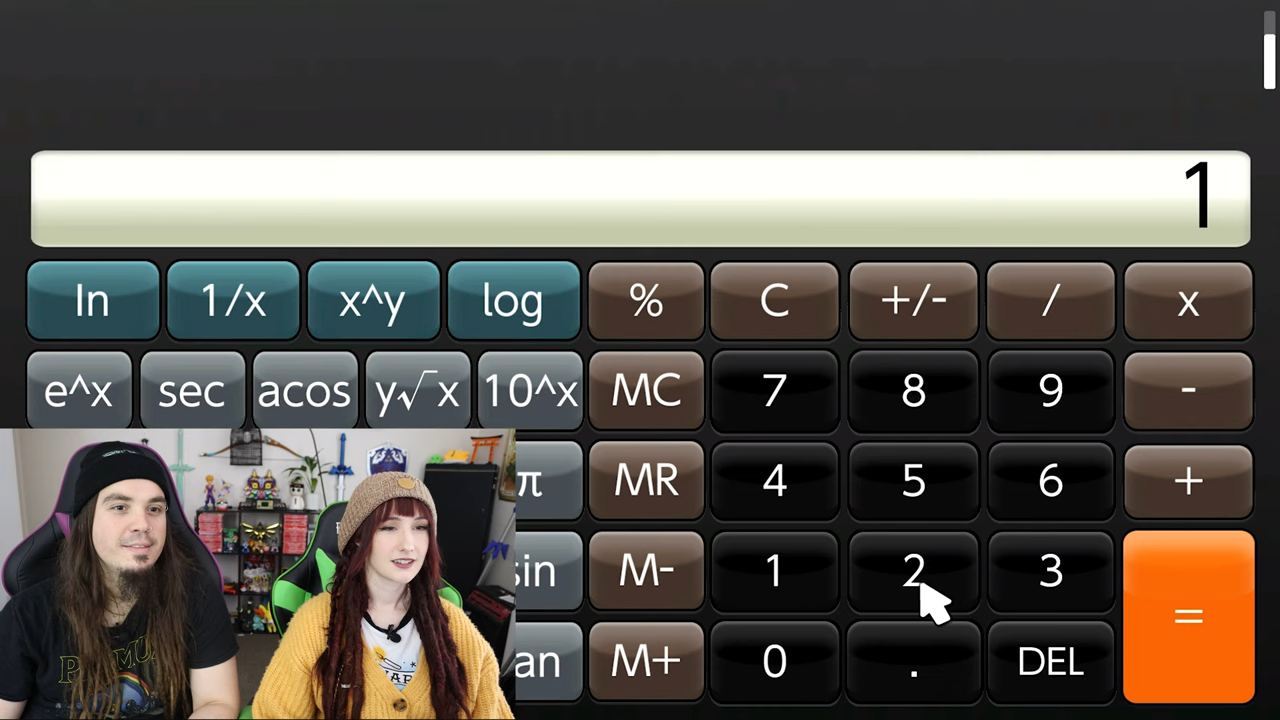 1
ln 1/x x^y log % C +/- / x
e^x sec acos y√x 10^x MC 7 8 9 -
π MR 4 5 6 +
sin M- 1 2 3 =
an M+ 0 . DEL